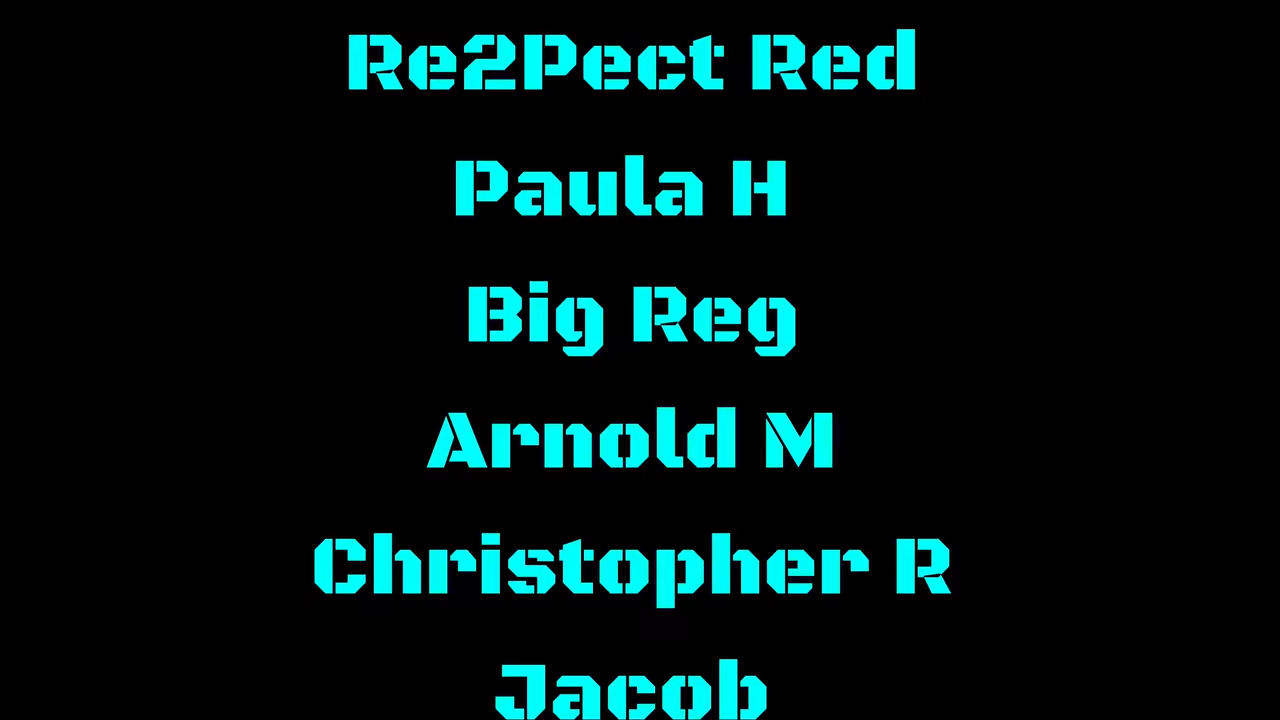 Re2Pect Red
Paula H
Big Reg
Arnold M
Christopher R
Jacob